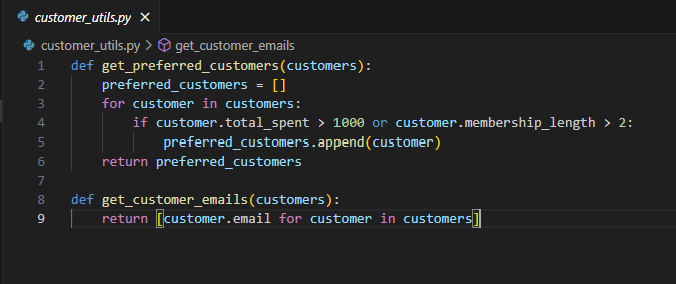 customer_utils.py ×
customer_utils.py > get_customer_emails
1 def get_preferred_customers(customers):
2     preferred_customers = []
3     for customer in customers:
4         if customer.total_spent > 1000 or customer.membership_length > 2:
5             preferred_customers.append(customer)
6     return preferred_customers
7
8 def get_customer_emails(customers):
9     return [customer.email for customer in customers]